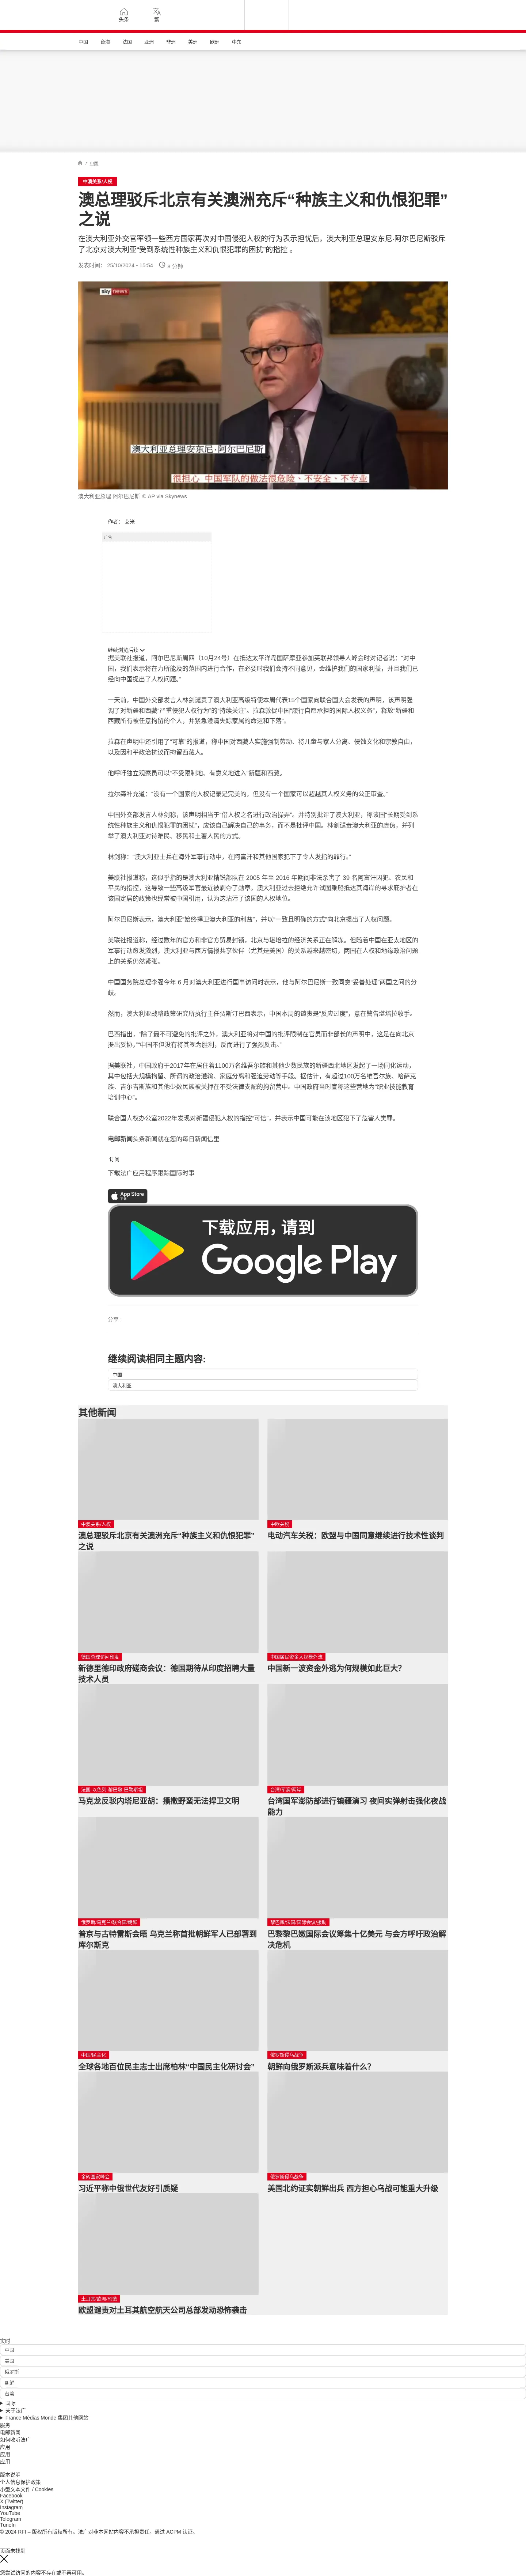 头条
繁
中国
台海
法国
亚洲
非洲
美洲
欧洲
中东
/ 中国
中澳关系/人权
澳总理驳斥北京有关澳洲充斥“种族主义和仇恨犯罪”
之说
在澳大利亚外交官率领一些西方国家再次对中国侵犯人权的行为表示担忧后，澳大利亚总理安东尼·阿尔巴尼斯驳斥
了北京对澳大利亚“受到系统性种族主义和仇恨犯罪的困扰”的指控 。
发表时间： 25/10/2024 - 15:54
8 分钟
sky news
澳大利亚总理安东尼·阿尔巴尼斯
很担心 中国军队的做法很危险、不安全、不专业
澳大利亚总理 阿尔巴尼斯 © AP via Skynews
作者： 艾米
广告
继续浏览后续
据美联社报道，阿尔巴尼斯周四（10月24号）在抵达太平洋岛国萨摩亚参加英联邦领导人峰会时对记者说：“对中
国，我们表示将在力所能及的范围内进行合作，在必要时我们会持不同意见，会维护我们的国家利益，并且我们已
经向中国提出了人权问题。”
一天前，中国外交部发言人林剑谴责了澳大利亚高级特使本周代表15个国家向联合国大会发表的声明，该声明强
调了对新疆和西藏“严重侵犯人权行为”的“持续关注”。拉森敦促中国“履行自愿承担的国际人权义务”，释放“新疆和
西藏所有被任意拘留的个人，并紧急澄清失踪家属的命运和下落”。
拉森在声明中还引用了“可靠”的报道，称中国对西藏人实施强制劳动、将儿童与家人分离、侵蚀文化和宗教自由，
以及因和平政治抗议而拘留西藏人。
他呼吁独立观察员可以“不受限制地、有意义地进入”新疆和西藏。
拉尔森补充道：“没有一个国家的人权记录是完美的，但没有一个国家可以超越其人权义务的公正审查。”
中国外交部发言人林剑称，该声明相当于“借人权之名进行政治操弄”。并特别批评了澳大利亚，称该国“长期受到系
统性种族主义和仇恨犯罪的困扰”，应该自己解决自己的事务，而不是批评中国。林剑谴责澳大利亚的虚伪，并列
举了澳大利亚对待难民、移民和土著人民的方式。
林剑称：“澳大利亚士兵在海外军事行动中，在阿富汗和其他国家犯下了令人发指的罪行。”
美联社报道称，这似乎指的是澳大利亚精锐部队在 2005 年至 2016 年期间非法杀害了 39 名阿富汗囚犯、农民和
平民的指控，这导致一些高级军官最近被剥夺了勋章。澳大利亚过去拒绝允许试图乘船抵达其海岸的寻求庇护者在
该国定居的政策也经常被中国引用，认为这玷污了该国的人权地位。
阿尔巴尼斯表示，澳大利亚“始终捍卫澳大利亚的利益”，并以“一致且明确的方式”向北京提出了人权问题。
美联社报道称，经过数年的官方和非官方贸易封锁，北京与堪培拉的经济关系正在解冻。但随着中国在亚太地区的
军事行动愈发激烈，澳大利亚与西方情报共享伙伴（尤其是美国）的关系越来越密切，两国在人权和地缘政治问题
上的关系仍然紧张。
中国国务院总理李强今年 6 月对澳大利亚进行国事访问时表示，他与阿尔巴尼斯一致同意“妥善处理”两国之间的分
歧。
然而，澳大利亚战略政策研究所执行主任贾斯汀巴西表示，中国本周的谴责是“反应过度”，意在警告堪培拉收手。
巴西指出，“除了最不可避免的批评之外，澳大利亚将对中国的批评限制在官员而非部长的声明中，这是在向北京
提出妥协。”“中国不但没有将其视为胜利，反而进行了强烈反击。”
据美联社，中国政府于2017年在居住着1100万名维吾尔族和其他少数民族的新疆西北地区发起了一场同化运动，
其中包括大规模拘留、所谓的政治灌输、家庭分离和强迫劳动等手段。据估计，有超过100万名维吾尔族、哈萨克
族、吉尔吉斯族和其他少数民族被关押在不受法律支配的拘留营中。中国政府当时宣称这些营地为“职业技能教育
培训中心”。
联合国人权办公室2022年发现对新疆侵犯人权的指控“可信”，并表示中国可能在该地区犯下了危害人类罪。
电邮新闻头条新闻就在您的每日新闻信里
订阅
下载法广应用程序跟踪国际时事
App Store
下载
下载应用，请到
Google Play
分享 :
继续阅读相同主题内容:
中国
澳大利亚
其他新闻
中澳关系/人权
澳总理驳斥北京有关澳洲充斥“种族主义和仇恨犯罪”
之说
中欧关税
电动汽车关税：欧盟与中国同意继续进行技术性谈判
德国总理访问印度
新德里德印政府磋商会议：德国期待从印度招聘大量
技术人员
中国居民资金大规模外流
中国新一波资金外逃为何规模如此巨大？
法国-以色列-黎巴嫩-巴勒斯坦
马克龙反驳内塔尼亚胡：播撒野蛮无法捍卫文明
台湾/军演/两岸
台湾国军澎防部进行镇疆演习 夜间实弹射击强化夜战
能力
俄罗斯/乌克兰/联合国/朝鲜
普京与古特雷斯会晤 乌克兰称首批朝鲜军人已部署到
库尔斯克
黎巴嫩/法国/国际会议/援助
巴黎黎巴嫩国际会议筹集十亿美元 与会方呼吁政治解
决危机
中国/民主化
全球各地百位民主志士出席柏林“中国民主化研讨会”
俄罗斯侵乌战争
朝鲜向俄罗斯派兵意味着什么？
金砖国家峰会
习近平称中俄世代友好引质疑
俄罗斯侵乌战争
美国北约证实朝鲜出兵 西方担心乌战可能重大升级
土耳其/欧洲/恐袭
欧盟谴责对土耳其航空航天公司总部发动恐怖袭击
实时
中国
美国
俄罗斯
朝鲜
台湾
国际
关于法广
France Médias Monde 集团其他网站
服务
电邮新闻
如何收听法广
应用
应用
应用
版本说明
个人信息保护政策
小型文本文件 / Cookies
Facebook
X (Twitter)
Instagram
YouTube
Telegram
TuneIn
© 2024 RFI – 版权所有版权所有。法广对非本网站内容不承担责任。通过 ACPM 认证。
页面未找到
您尝试访问的内容不存在或不再可用。